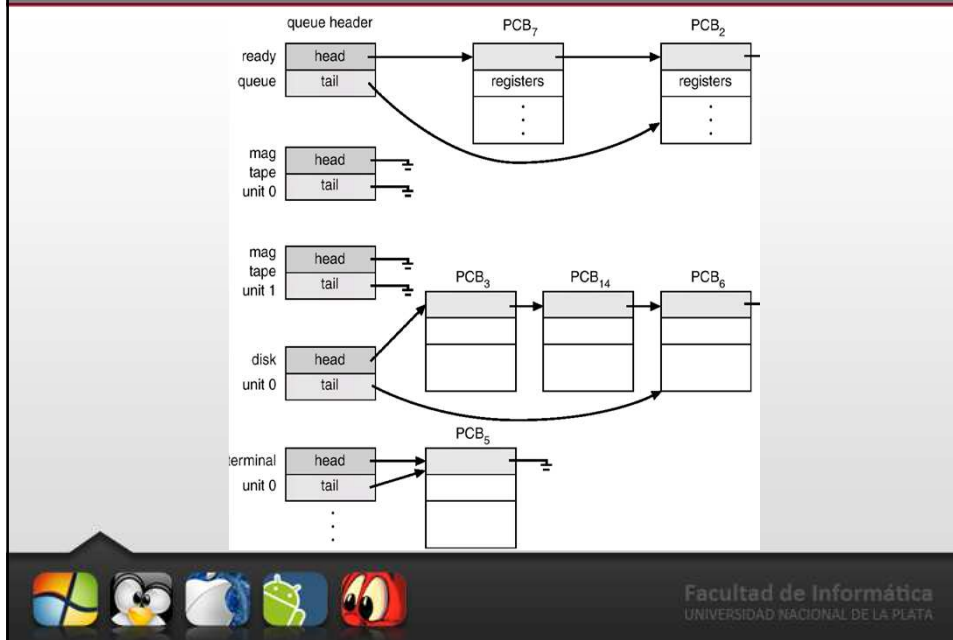 queue header
PCB7
PCB2
ready
queue
head
tail
registers
registers
mag
tape
unit 0
head
tail
mag
tape
unit 1
head
tail
PCB3
PCB14
PCB6
disk
unit 0
head
tail
PCB5
terminal
unit 0
head
tail
Facultad de Informática
UNIVERSIDAD NACIONAL DE LA PLATA